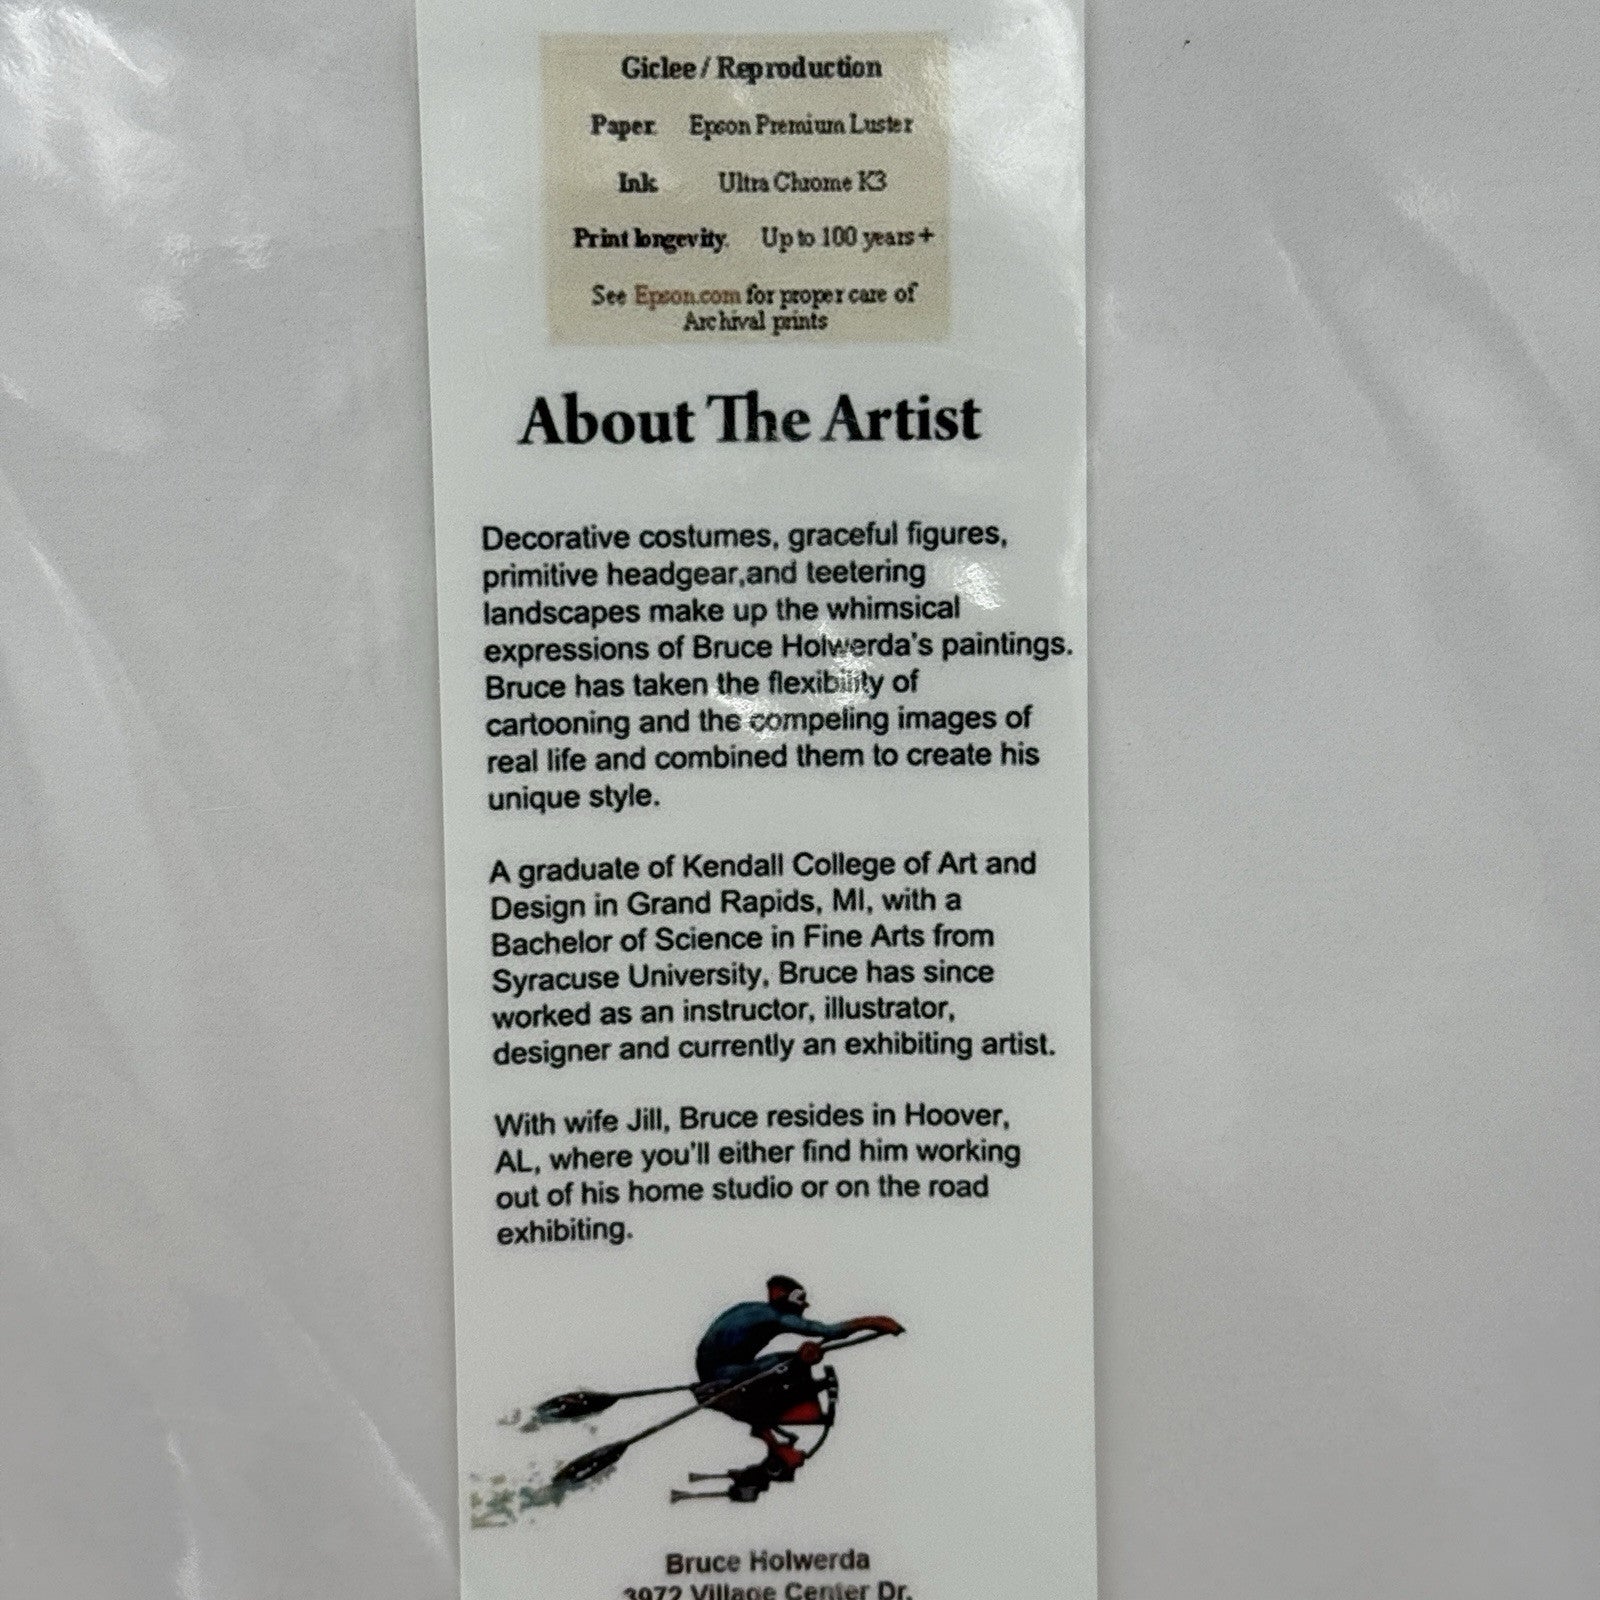 Giclee / Reproduction
Paper. Epson Premium Luster
Ink. Ultra Chrome K3
Print longevity. Up to 100 years +
See Epson.com for proper care of
Archival prints
About The Artist
Decorative costumes, graceful figures,
primitive headgear,and teetering
landscapes make up the whimsical
expressions of Bruce Holwerda's paintings.
Bruce has taken the flexibility of
cartooning and the compeling images of
real life and combined them to create his
unique style.
A graduate of Kendall College of Art and
Design in Grand Rapids, MI, with a
Bachelor of Science in Fine Arts from
Syracuse University, Bruce has since
worked as an instructor, illustrator,
designer and currently an exhibiting artist.
With wife Jill, Bruce resides in Hoover,
AL, where you'll either find him working
out of his home studio or on the road
exhibiting.
Bruce Holwerda
3972 Village Center Dr.